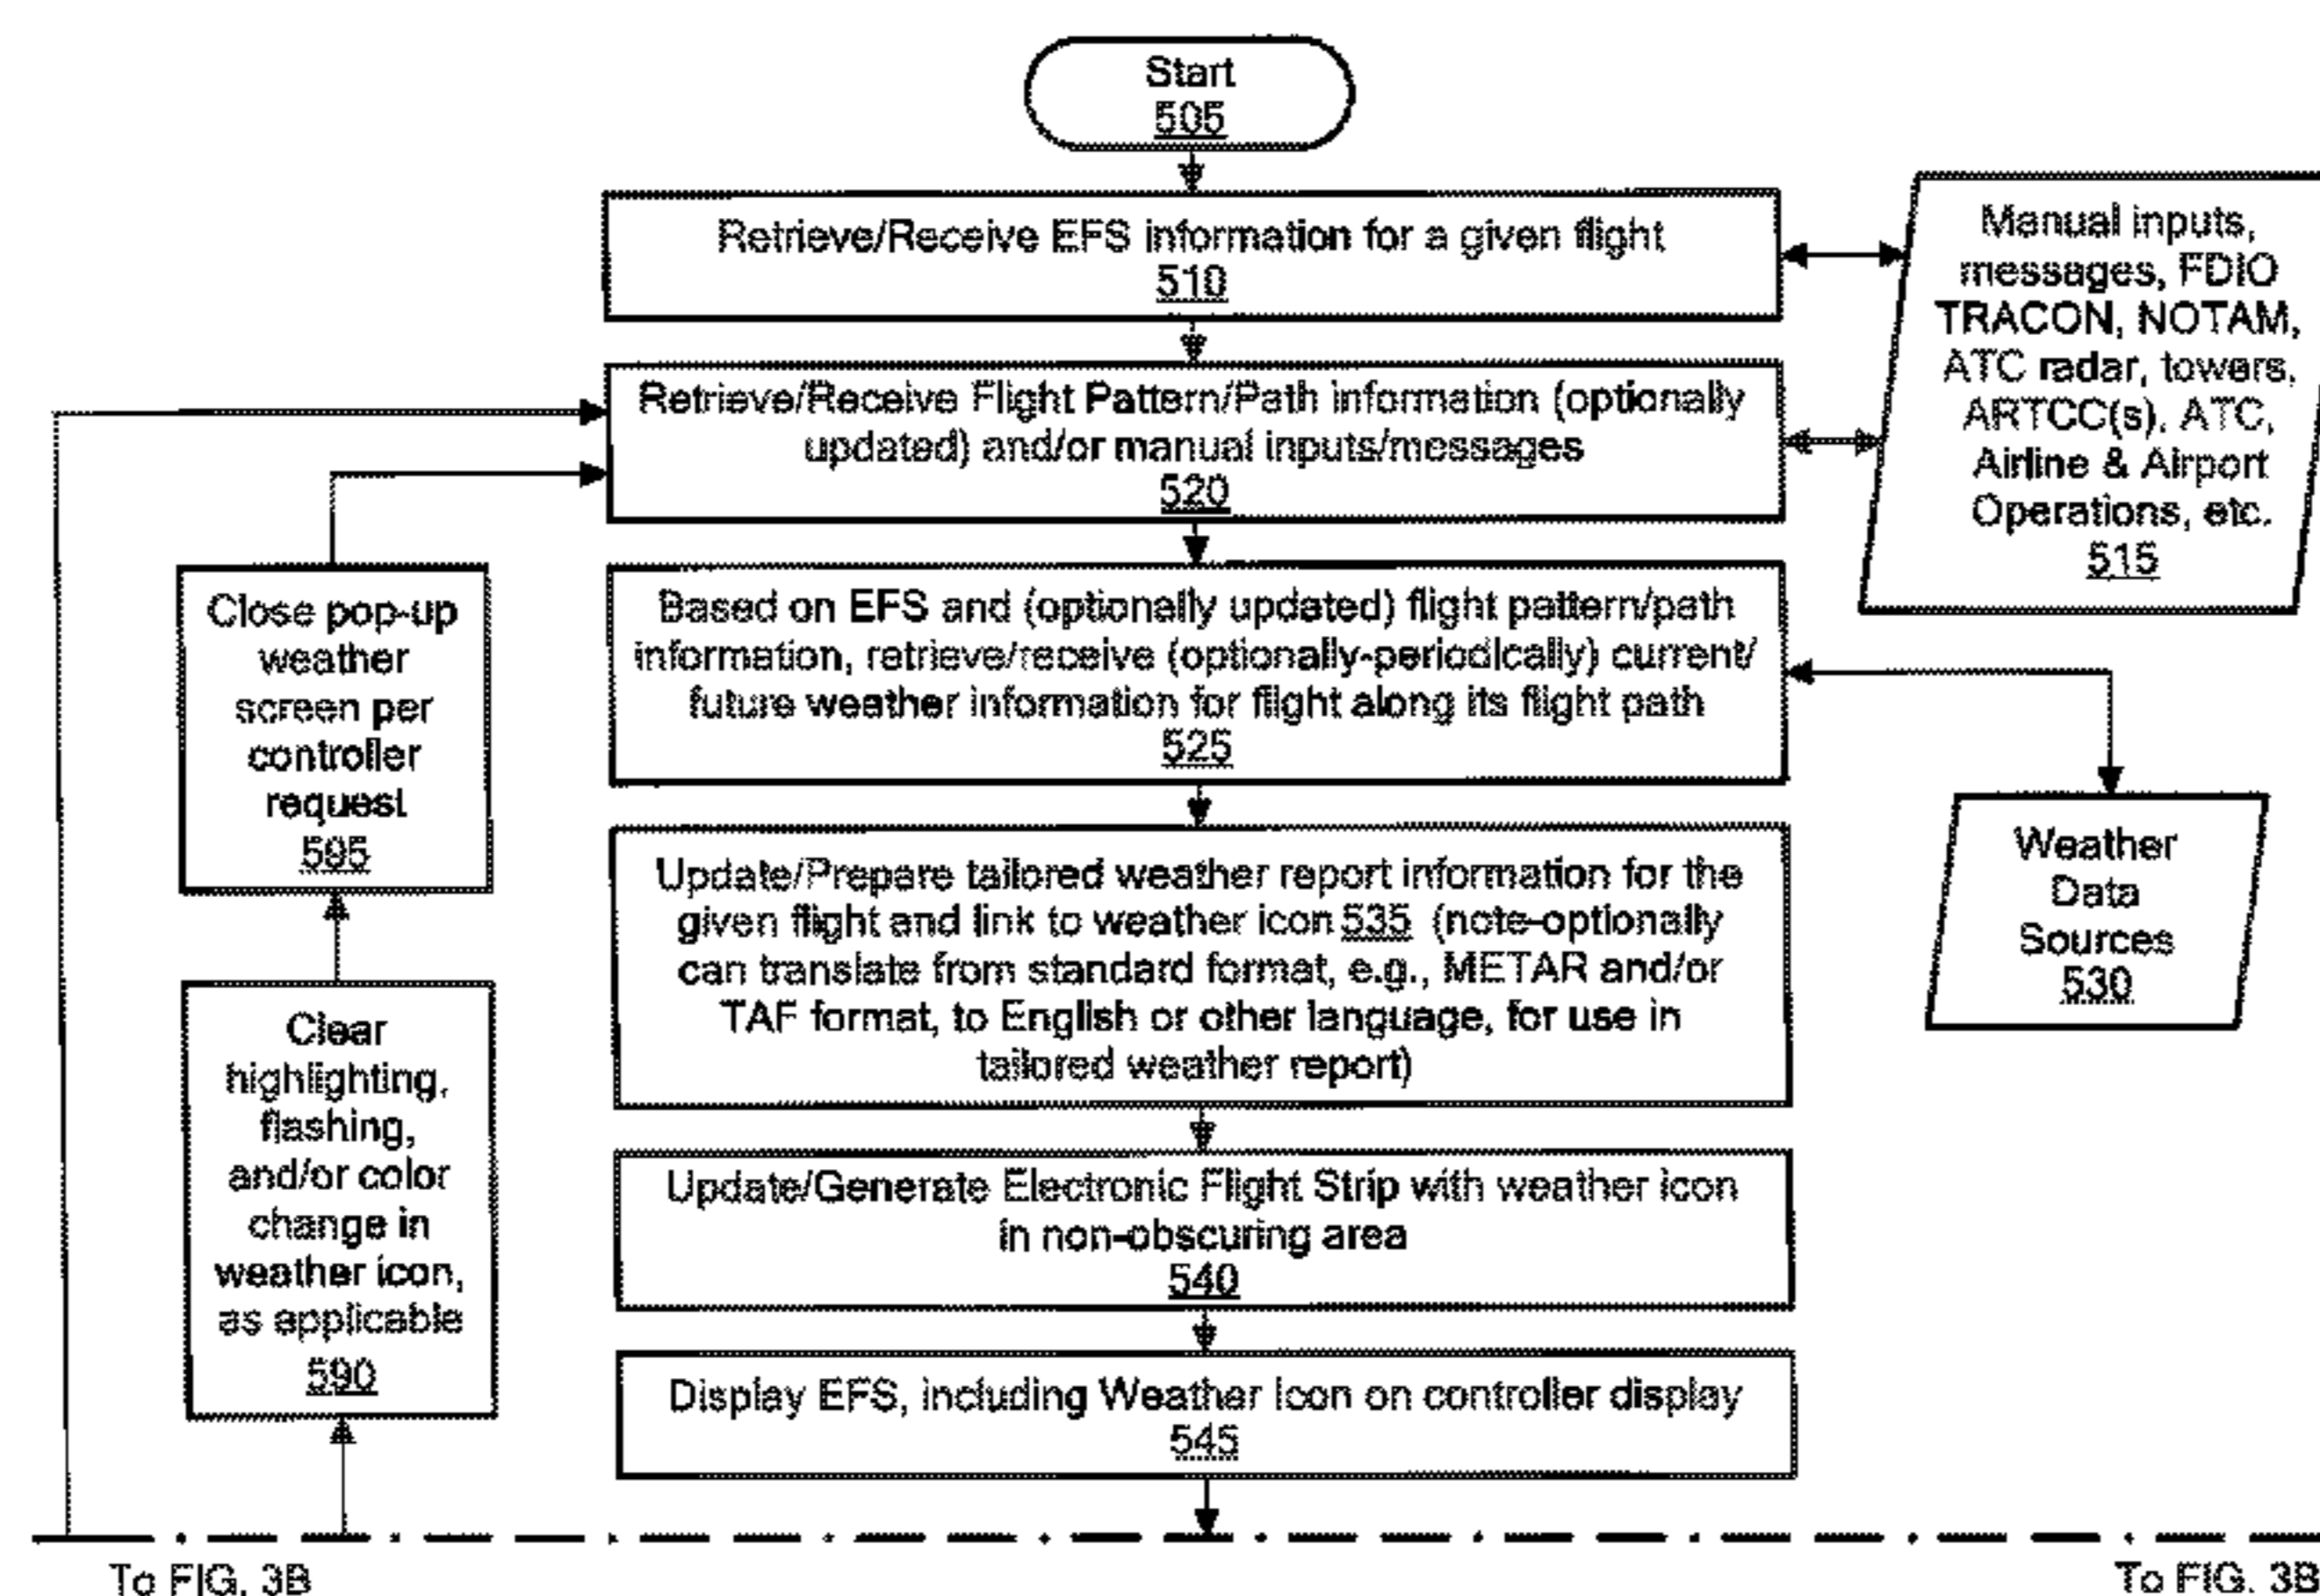 Start
505
Retrieve/Receive EFS information for a given flight
510
Manual inputs,
messages, FDIO
TRACON, NOTAM,
ATC radar, towers,
ARTCC(s), ATC,
Airline & Airport
Operations, etc.
515
Retrieve/Receive Flight Pattern/Path information (optionally
updated) and/or manual inputs/messages
520
Based on EFS and (optionally updated) flight pattern/path
information, retrieve/receive (optionally-periodically) current/
future weather information for flight along its flight path
525
Weather
Data
Sources
530
Update/Prepare tailored weather report information for the
given flight and link to weather icon 535 (note-optionally
can translate from standard format, e.g., METAR and/or
TAF format, to English or other language, for use in
tailored weather report)
Update/Generate Electronic Flight Strip with weather icon
in non-obscuring area
540
Display EFS, including Weather Icon on controller display
545
Close pop-up
weather
screen per
controller
request
595
Clear
highlighting,
flashing,
and/or color
change in
weather icon,
as applicable
590
To FIG. 3B
To FIG. 3B